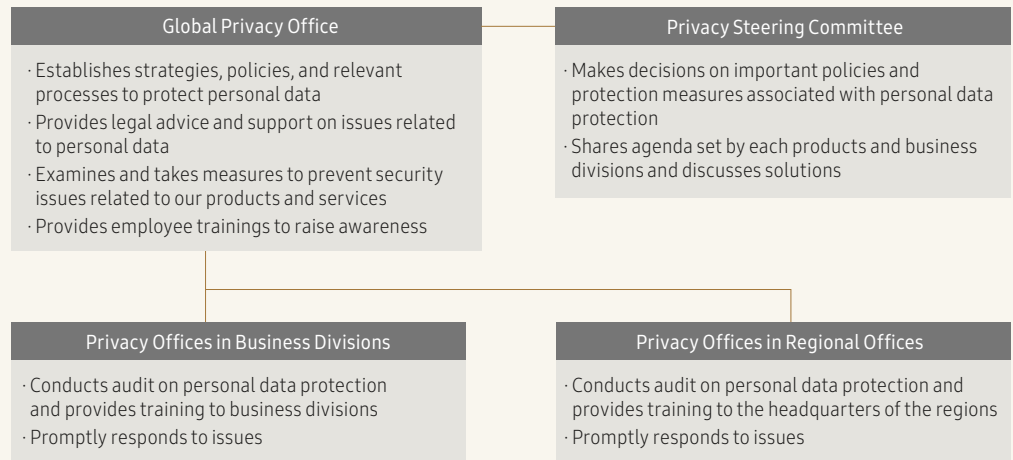 Global Privacy Office
· Establishes strategies, policies, and relevant
processes to protect personal data
· Provides legal advice and support on issues related
to personal data
· Examines and takes measures to prevent security
issues related to our products and services
· Provides employee trainings to raise awareness
Privacy Steering Committee
· Makes decisions on important policies and
protection measures associated with personal data
protection
· Shares agenda set by each products and business
divisions and discusses solutions
Privacy Offices in Business Divisions
· Conducts audit on personal data protection
and provides training to business divisions
· Promptly responds to issues
Privacy Offices in Regional Offices
· Conducts audit on personal data protection and
provides training to the headquarters of the regions
· Promptly responds to issues